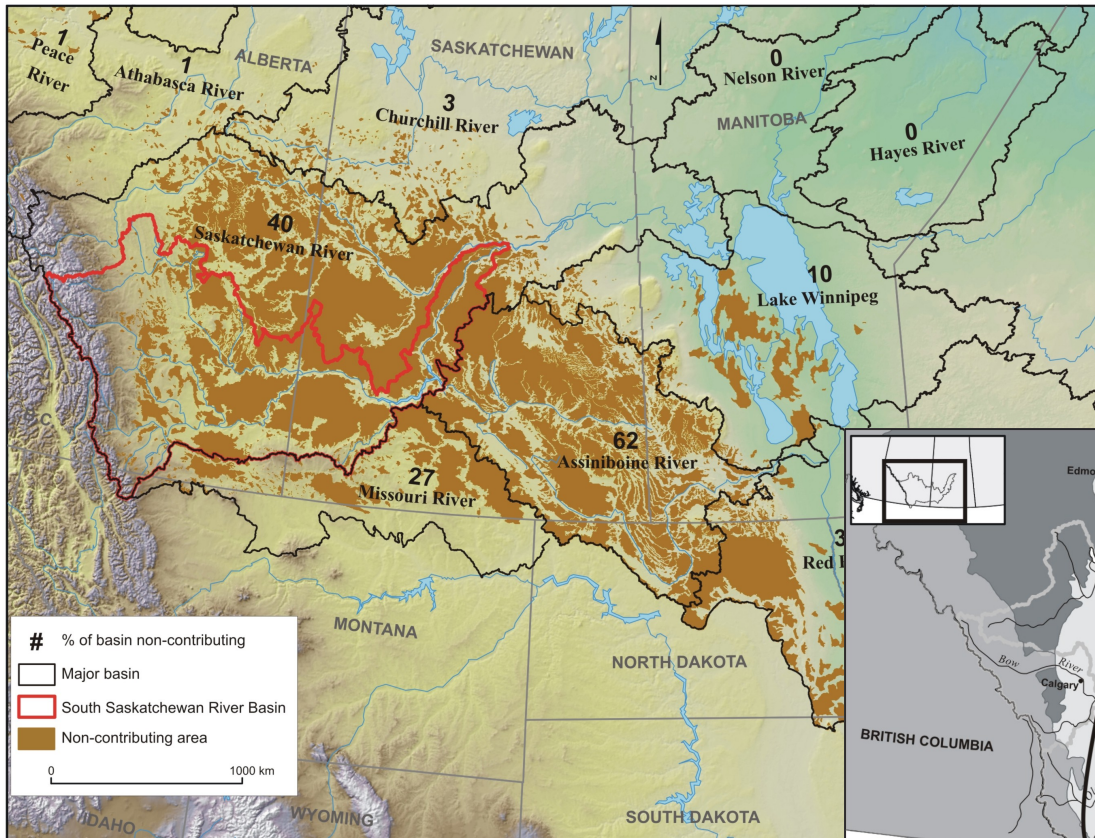 1
Peace
River
1
Athabasca River
ALBERTA
SASKATCHEWAN
3
Churchill River
N
0
Nelson River
MANITOBA
0
Hayes River
40
Saskatchewan River
10
Lake Winnipeg
B.C.
62
Assiniboine River
27
Missouri River
3
Red
MONTANA
NORTH DAKOTA
SOUTH DAKOTA
WYOMING
IDAHO
# % of basin non-contributing
Major basin
South Saskatchewan River Basin
Non-contributing area
0 1000 km
Edmo
Bow River
Calgary
BRITISH COLUMBIA